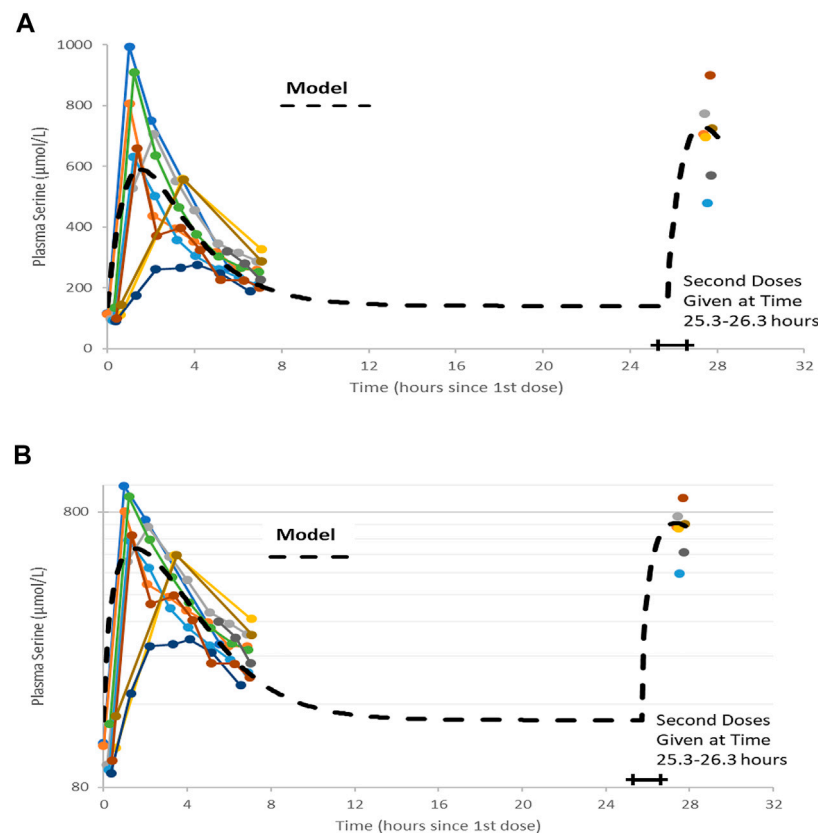 A
1000
800
600
400
200
0
Plasma Serine (μmol/L)
Model
Second Doses
Given at Time
25.3-26.3 hours
0 4 8 12 16 20 24 28 32
Time (hours since 1st dose)
B
800
80
Plasma Serine (μmol/L)
Model
Second Doses
Given at Time
25.3-26.3 hours
0 4 8 12 16 20 24 28 32
Time (hours since 1st dose)